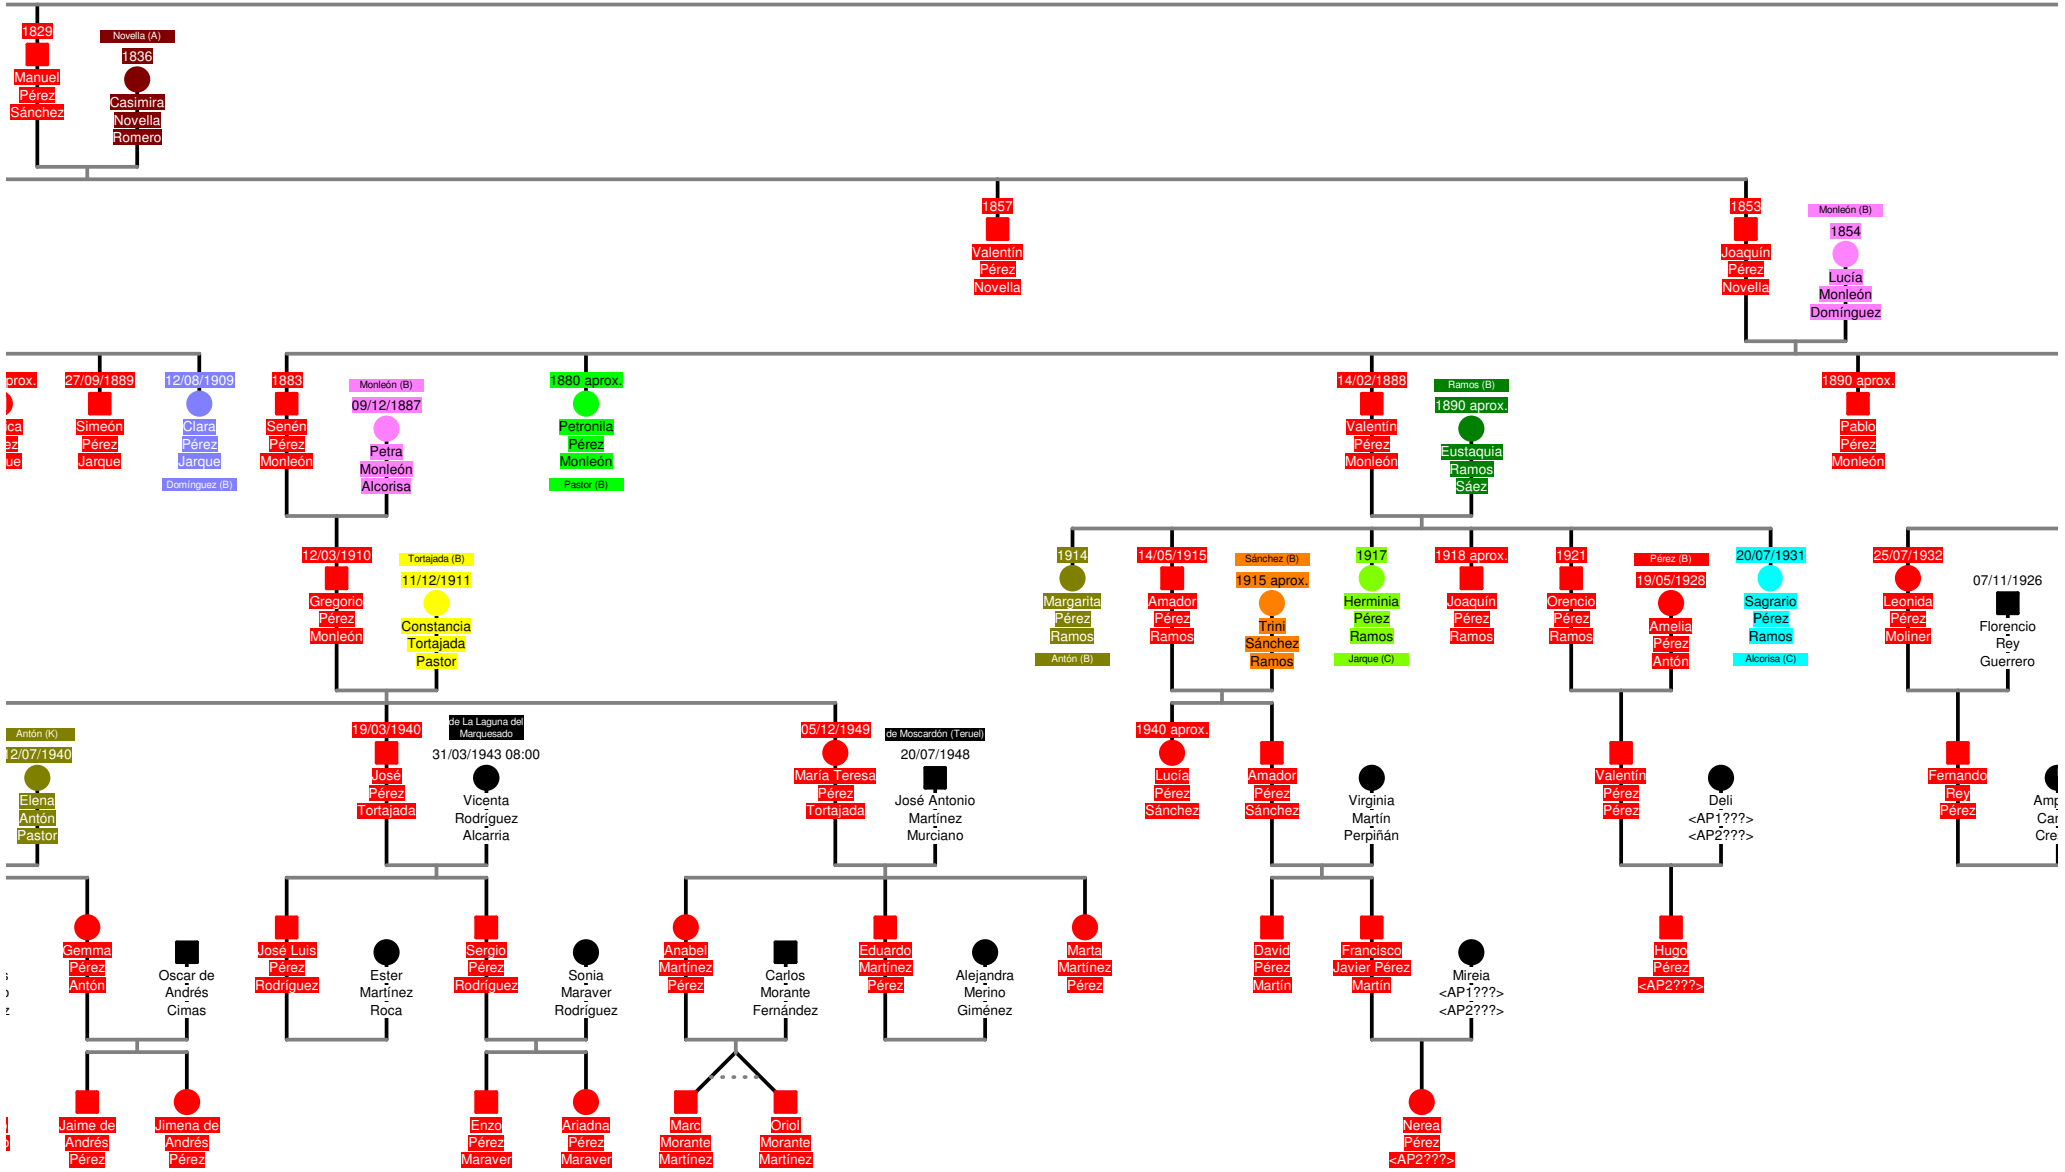 1829
Manuel
Pérez
Sánchez
Novella (A)
1836
Casimira
Novella
Romero
1857
Valentín
Pérez
Novella
1853
Joaquín
Pérez
Novella
Monleón (B)
1854
Lucía
Monleón
Domínguez
27/09/1889
Simeón
Pérez
Jarque
12/08/1909
Clara
Pérez
Jarque
Domínguez (B)
1883
Senén
Pérez
Monleón
Monleón (B)
09/12/1887
Petra
Monleón
Alcorisa
1880 aprox.
Petronila
Pérez
Monleón
Pastor (B)
14/02/1888
Valentín
Pérez
Monleón
Ramos (B)
1890 aprox.
Eustaquia
Ramos
Sáez
1890 aprox.
Pablo
Pérez
Monleón
12/03/1910
Gregorio
Pérez
Monleón
Tortajada (B)
11/12/1911
Constancia
Tortajada
Pastor
1914
Margarita
Pérez
Ramos
Antón (B)
14/05/1915
Amador
Pérez
Ramos
Sánchez (B)
1915 aprox.
Trini
Sánchez
Ramos
1917
Herminia
Pérez
Ramos
Jarque (C)
1918 aprox.
Joaquín
Pérez
Ramos
1921
Orencio
Pérez
Ramos
Pérez (B)
19/05/1928
Amelia
Pérez
Antón
20/07/1931
Sagrario
Pérez
Ramos
Alcorisa (C)
25/07/1932
Leonida
Pérez
Moliner
07/11/1926
Florencio
Rey
Guerrero
Antón (K)
12/07/1940
Elena
Antón
Pastor
19/03/1940
José
Pérez
Tortajada
de La Laguna del
Marquesado
31/03/1943 08:00
Vicenta
Rodríguez
Alcarria
05/12/1949
María Teresa
Pérez
Tortajada
de Moscardón (Teruel)
20/07/1948
José Antonio
Martínez
Murciano
1940 aprox.
Lucía
Pérez
Sánchez
Amador
Pérez
Sánchez
Virginia
Martín
Perpiñán
Valentín
Pérez
Pérez
Deli
<AP1???>
<AP2???>
Fernando
Rey
Pérez
Gemma
Pérez
Antón
Oscar de
Andrés
Cimas
José Luis
Pérez
Rodríguez
Ester
Martínez
Roca
Sergio
Pérez
Rodríguez
Sonia
Maraver
Rodríguez
Anabel
Martínez
Pérez
Carlos
Morante
Fernández
Eduardo
Martínez
Pérez
Alejandra
Merino
Giménez
Marta
Martínez
Pérez
David
Pérez
Martín
Francisco
Javier Pérez
Martín
Mireia
<AP1???>
<AP2???>
Hugo
Pérez
<AP2???>
Jaime de
Andrés
Pérez
Jimena de
Andrés
Pérez
Enzo
Pérez
Maraver
Ariadna
Pérez
Maraver
Marc
Morante
Martínez
Oriol
Morante
Martínez
Nerea
Pérez
<AP2???>